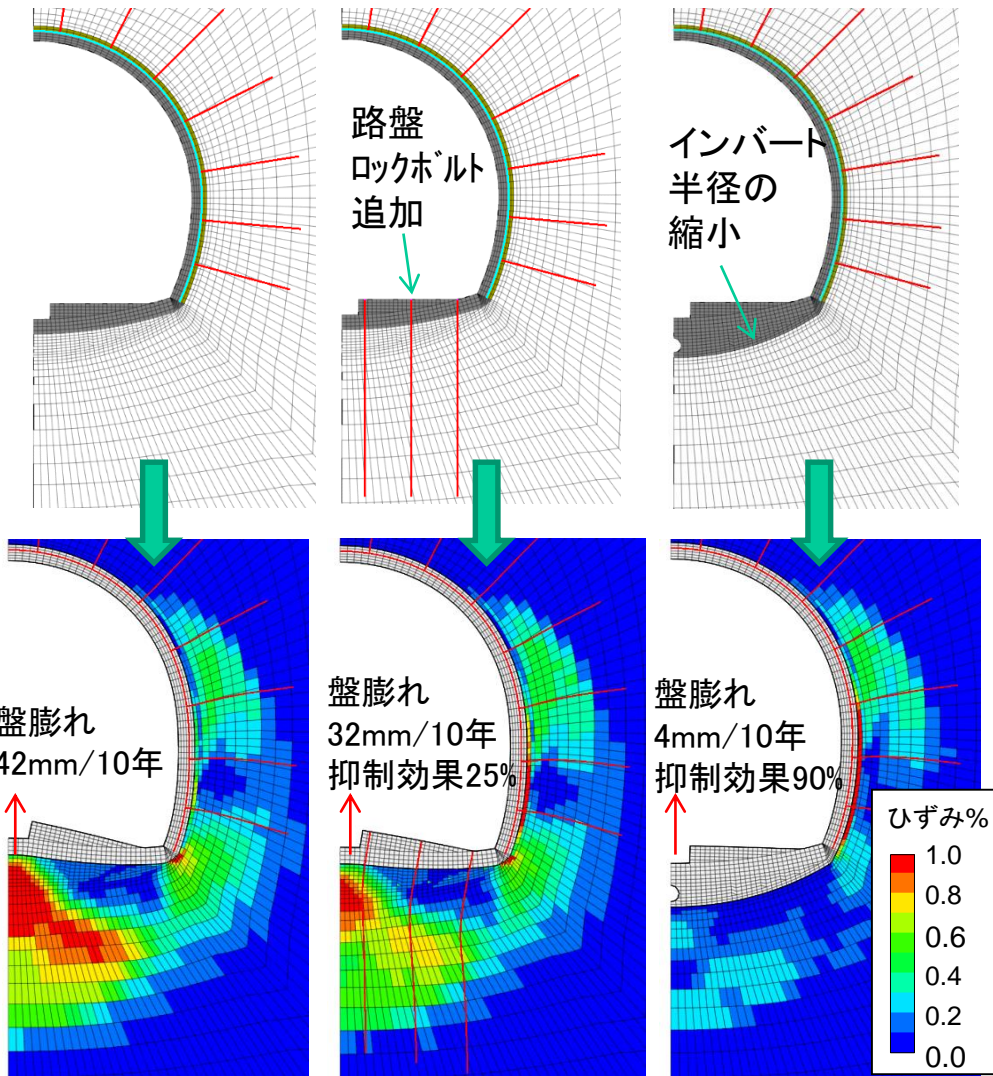 路盤
ロックボルト
追加
インバート
半径の
縮小
盤膨れ
42mm/10年
盤膨れ
32mm/10年
抑制効果25%
盤膨れ
4mm/10年
抑制効果90%
ひずみ%
1.0
0.8
0.6
0.4
0.2
0.0